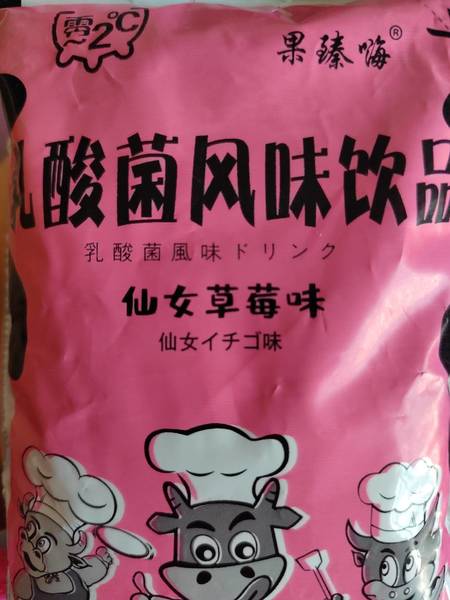 零-2℃
果臻嗨®
乳酸菌风味饮品
乳酸菌風味ドリンク
仙女草莓味
仙女イチゴ味